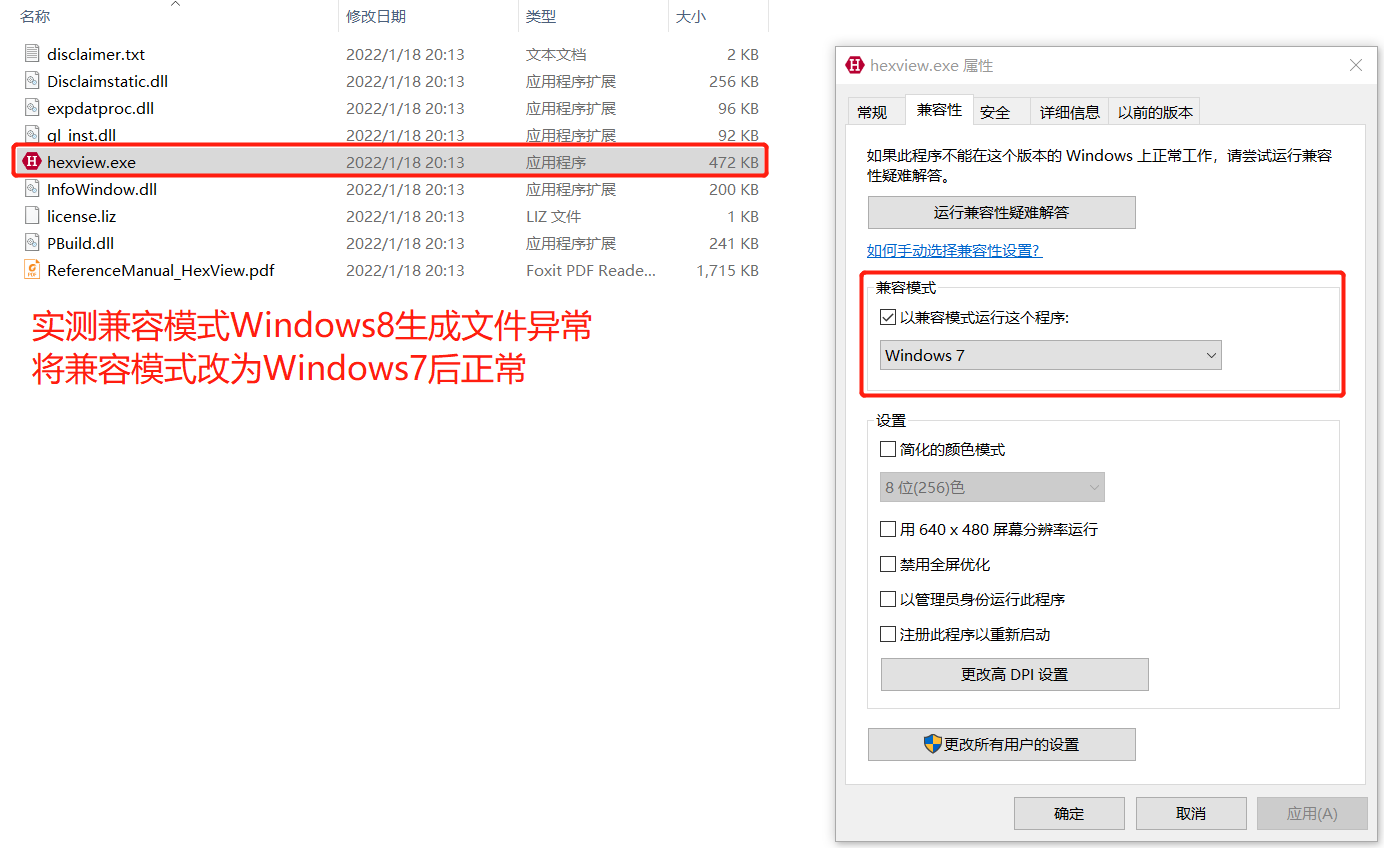 名称 修改日期 类型 大小
disclaimer.txt 2022/1/18 20:13 文本文档 2 KB
Disclaimstatic.dll 2022/1/18 20:13 应用程序扩展 256 KB
expdatproc.dll 2022/1/18 20:13 应用程序扩展 96 KB
gl_inst.dll 2022/1/18 20:13 应用程序扩展 92 KB
hexview.exe 2022/1/18 20:13 应用程序 472 KB
InfoWindow.dll 2022/1/18 20:13 应用程序扩展 200 KB
license.liz 2022/1/18 20:13 LIZ 文件 1 KB
PBuild.dll 2022/1/18 20:13 应用程序扩展 241 KB
ReferenceManual_HexView.pdf 2022/1/18 20:13 Foxit PDF Reade... 1,715 KB
实测兼容模式Windows8生成文件异常
将兼容模式改为Windows7后正常
hexview.exe 属性
常规 兼容性 安全 详细信息 以前的版本
如果此程序不能在这个版本的 Windows 上正常工作，请尝试运行兼容
性疑难解答。
运行兼容性疑难解答
如何手动选择兼容性设置?
兼容模式
以兼容模式运行这个程序:
Windows 7
设置
简化的颜色模式
8 位(256)色
用 640 x 480 屏幕分辨率运行
禁用全屏优化
以管理员身份运行此程序
注册此程序以重新启动
更改高 DPI 设置
更改所有用户的设置
确定 取消 应用(A)